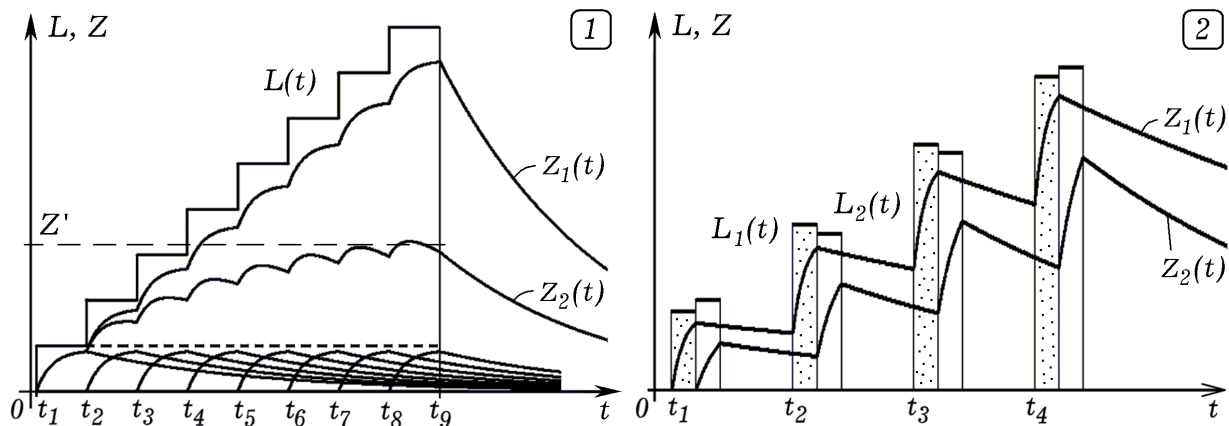 L, Z
1
L(t)
Z₁(t)
Z'
Z₂(t)
0 t₁ t₂ t₃ t₄ t₅ t₆ t₇ t₈ t₉ t
L, Z
2
Z₁(t)
L₂(t)
L₁(t)
Z₂(t)
0 t₁ t₂ t₃ t₄ t